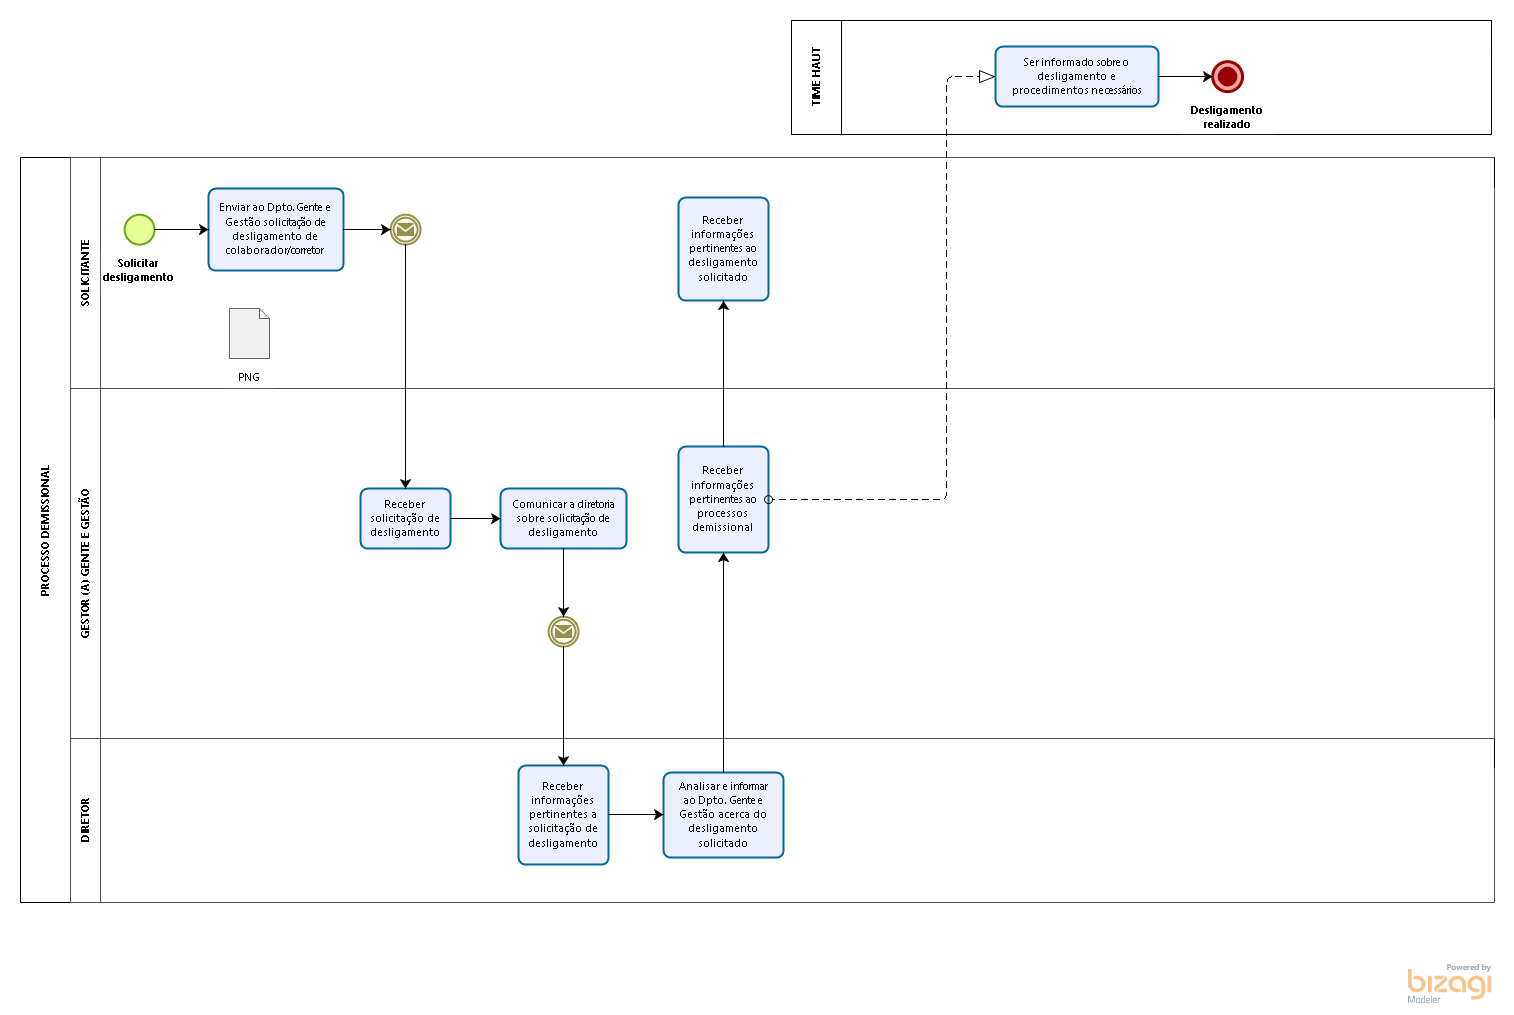 TIME HAUT
Ser informado sobre o
desligamento e
procedimentos necessários
Desligamento
realizado
PROCESSO DEMISSIONAL
SOLICITANTE
Solicitar
desligamento
Enviar ao Dpto. Gente e
Gestão solicitação de
desligamento de
colaborador/corretor
PNG
Receber
informações
pertinentes ao
desligamento
solicitado
GESTOR (A) GENTE E GESTÃO
Receber
solicitação de
desligamento
Comunicar a diretoria
sobre solicitação de
desligamento
Receber
informações
pertinentes ao
processos
demissional
DIRETOR
Receber
informações
pertinentes a
solicitação de
desligamento
Analisar e informar
ao Dpto. Gente e
Gestão acerca do
desligamento
solicitado
Powered by
bizagi
Modeler